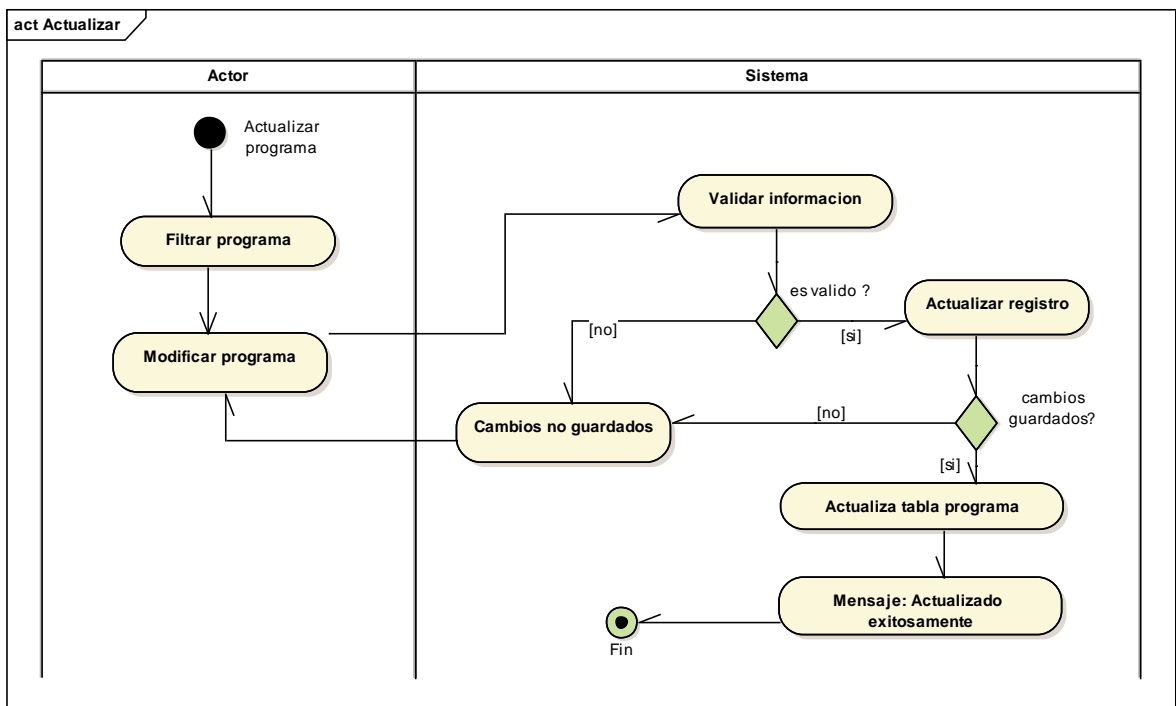 act Actualizar
Actor
Sistema
Actualizar
programa
Filtrar programa
Modificar programa
Validar informacion
es valido ?
[no]
[si]
Actualizar registro
cambios
guardados?
[no]
[si]
Cambios no guardados
Actualiza tabla programa
Mensaje: Actualizado
exitosamente
Fin